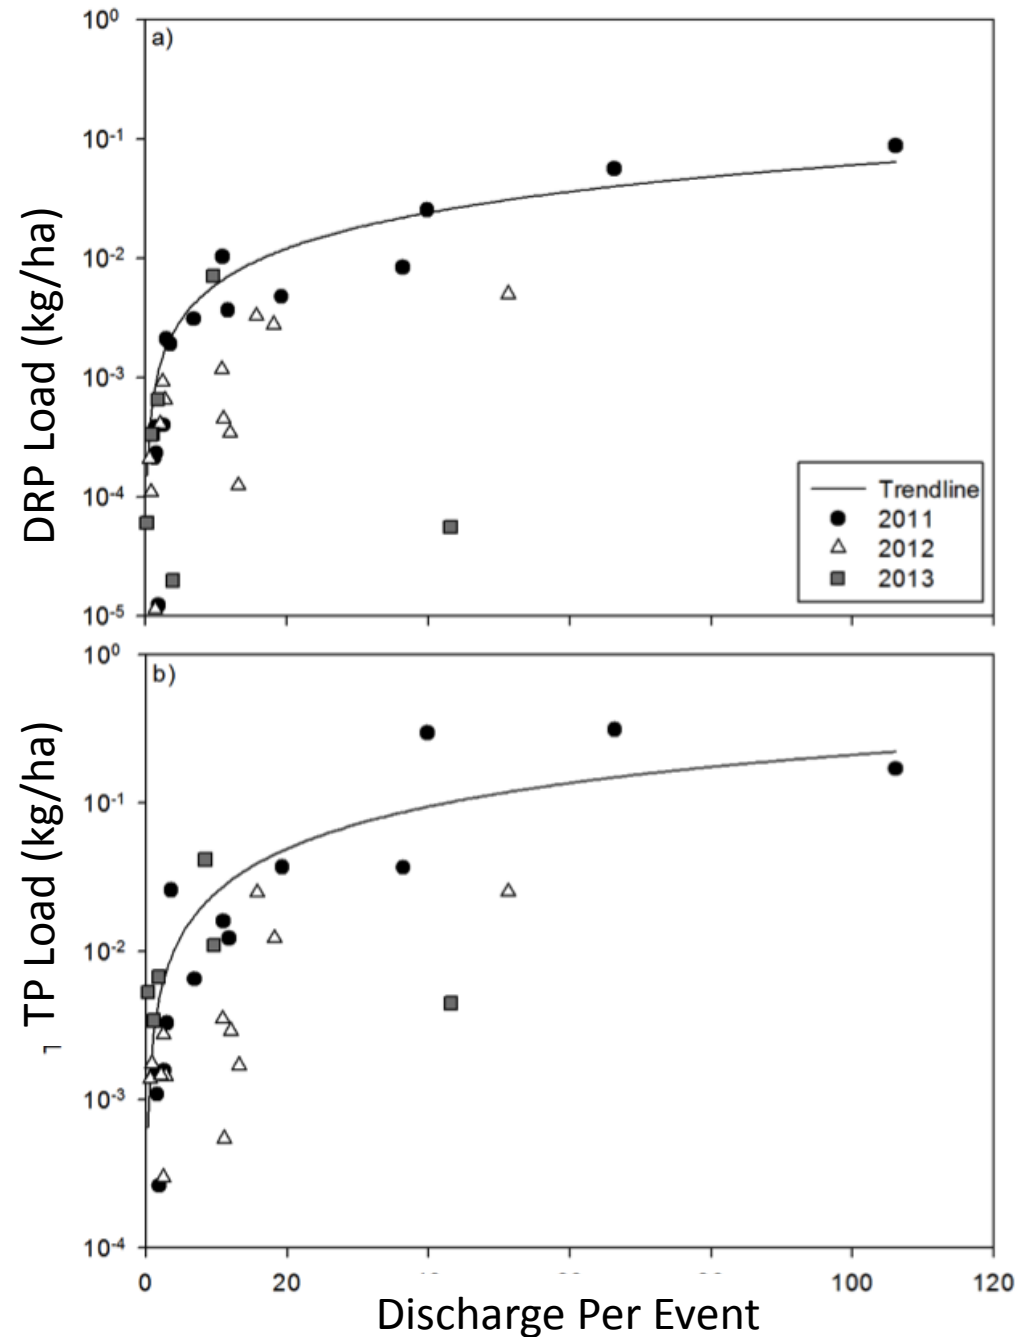 10⁰
a)
10⁻¹
10⁻²
10⁻³
10⁻⁴
10⁻⁵
DRP Load (kg/ha)
Trendline
2011
2012
2013
10⁰
b)
10⁻¹
10⁻²
10⁻³
10⁻⁴
TP Load (kg/ha)
0 20 100 120
Discharge Per Event